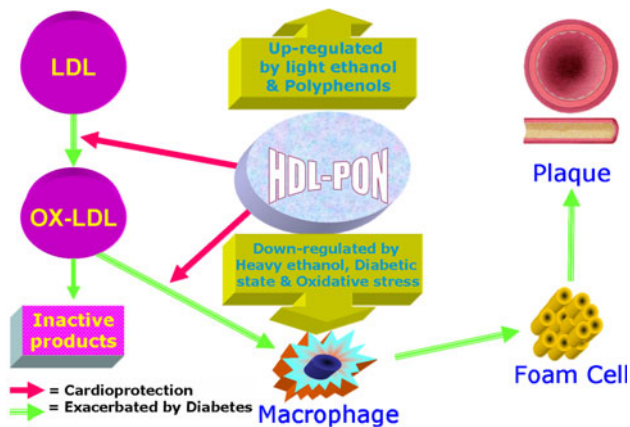 LDL
Up-regulated
by light ethanol
& Polyphenols
HDL-PON
Plaque
OX-LDL
Down-regulated by
Heavy ethanol, Diabetic
state & Oxidative stress
Inactive
products
Foam Cell
Macrophage
= Cardioprotection
= Exacerbated by Diabetes